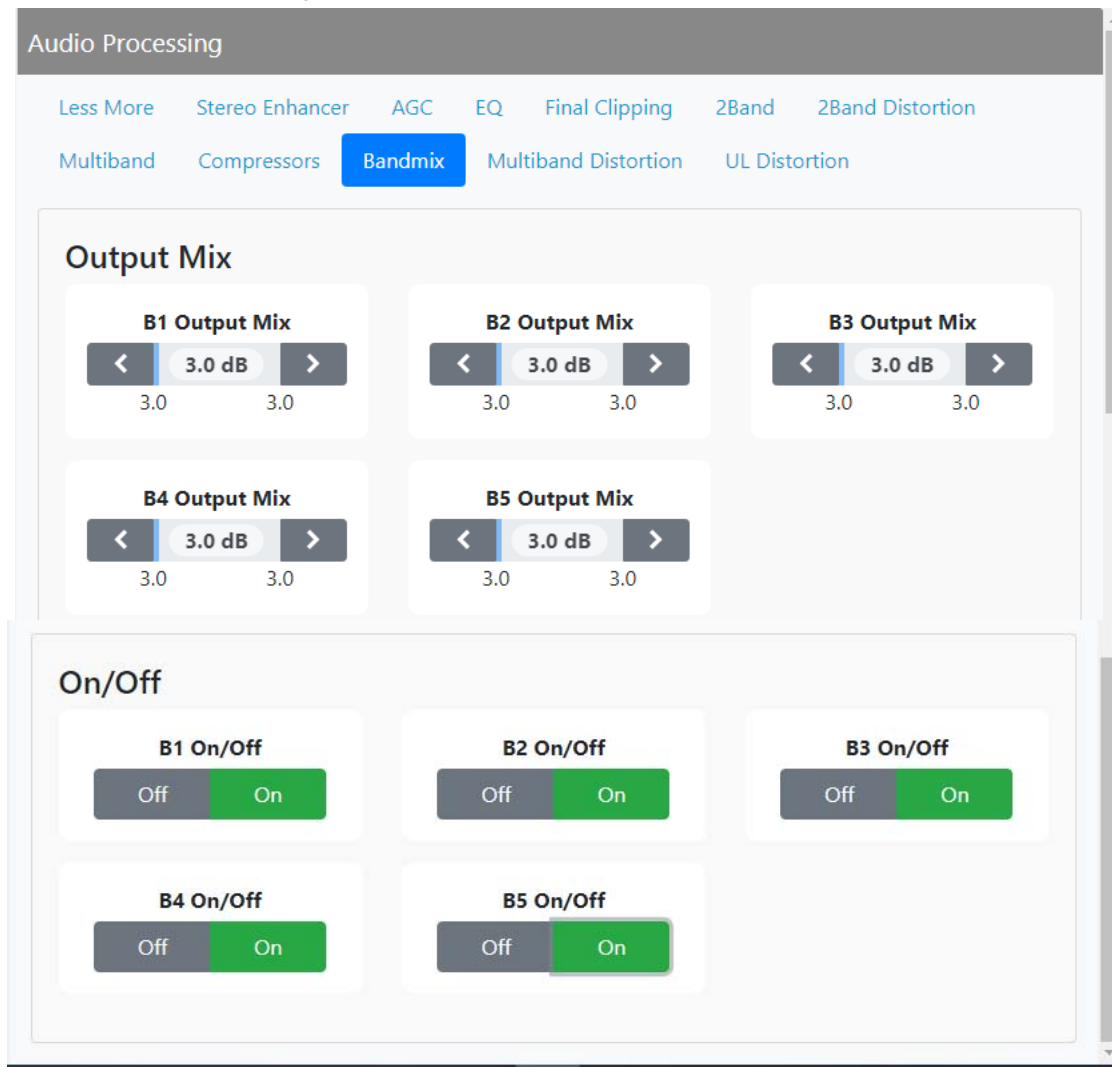 Audio Processing
Less More Stereo Enhancer AGC EQ Final Clipping 2Band 2Band Distortion
Multiband Compressors Bandmix Multiband Distortion UL Distortion
Output Mix
B1 Output Mix B2 Output Mix B3 Output Mix
3.0 dB 3.0 dB 3.0 dB
3.0 3.0 3.0 3.0 3.0 3.0
B4 Output Mix B5 Output Mix
3.0 dB 3.0 dB
3.0 3.0 3.0 3.0
On/Off
B1 On/Off B2 On/Off B3 On/Off
Off On Off On Off On
B4 On/Off B5 On/Off
Off On Off On